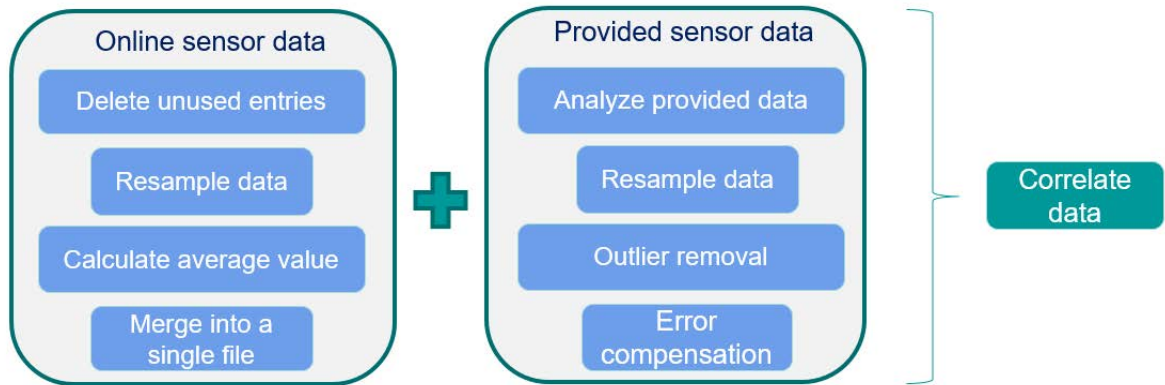 Online sensor data
Delete unused entries
Resample data
Calculate average value
Merge into a
single file
Provided sensor data
Analyze provided data
Resample data
Outlier removal
Error
compensation
Correlate
data